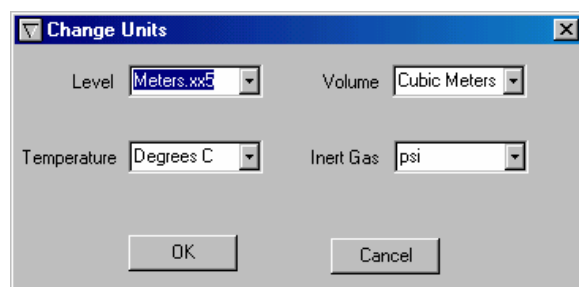 Change Units
Level Meters.xx5 Volume Cubic Meters
Temperature Degrees C Inert Gas psi
OK Cancel